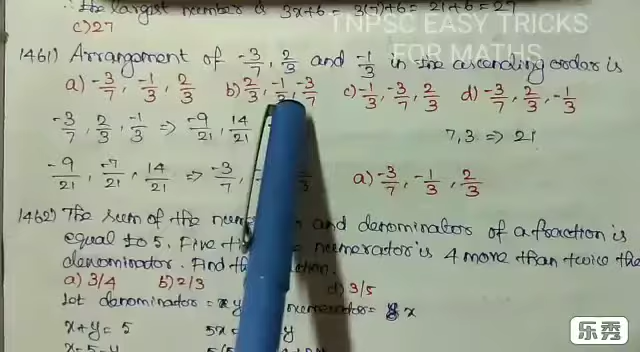 ∴ the largest number is 3x+6 = 3(7)+6 = 21+6 = 27
c) 27
TNPSC EASY TRICKS
FOR MATHS
1461) Arrangement of -3/7, 2/3 and -1/3 in the ascending order is
a) -3/7, -1/3, 2/3 b) 2/3, -1/3, -3/7 c) -1/3, -3/7, 2/3 d) -3/7, 2/3, -1/3
-3/7, 2/3, -1/3 ⇒ -9/21, 14/21 7,3 ⇒ 21
-9/21, -7/21, 14/21 ⇒ -3/7, a) -3/7, -1/3, 2/3
1462) The sum of the and denominator of a fraction is
equal to 5. Five numerator is 4 more than twice the
denominator. Find
a) 3/4 b) 2/3 d) 3/5
Let denominator = y numerator = x
x+y = 5 5x = y
x = 5-y
乐秀